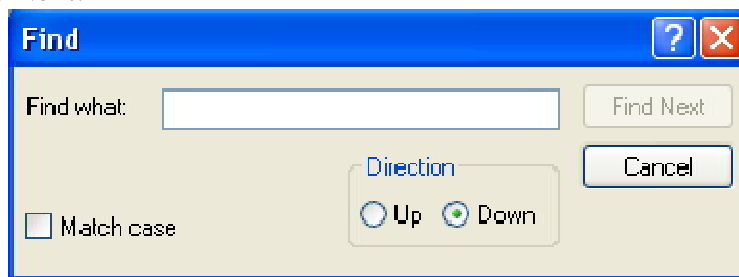 Find
Find what:
Find Next
Direction
Cancel
Up
Down
Match case